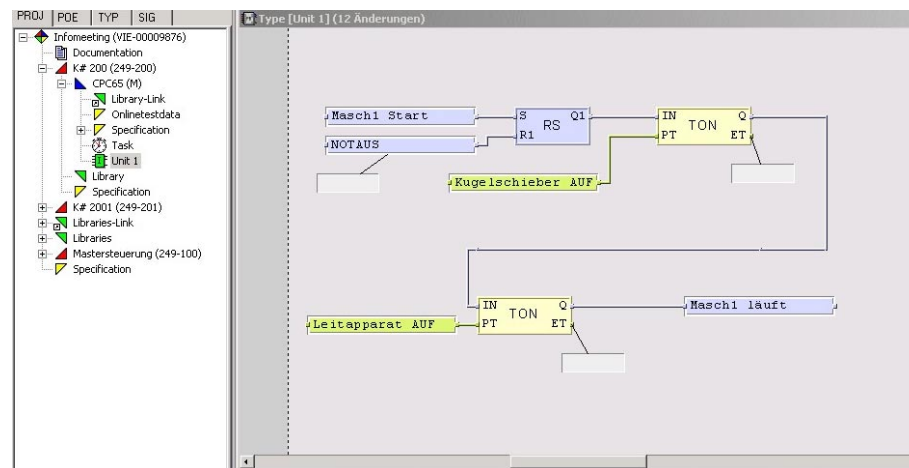 PROJ POE TYP SIG
Type [Unit 1] (12 Änderungen)
Infomeeting (VIE-00009876)
Documentation
K# 200 (249-200)
CPC65 (M)
Library-Link
Onlinetestdata
Specification
Task
Unit 1
Library
Specification
K# 2001 (249-201)
Libraries-Link
Libraries
Mastersteuerung (249-100)
Specification
Masch1 Start
NOTAUS
S Q1
RS
R1
IN Q
TON
PT ET
Kugelschieber AUF
Leitapparat AUF
IN Q
TON
PT ET
Masch1 läuft